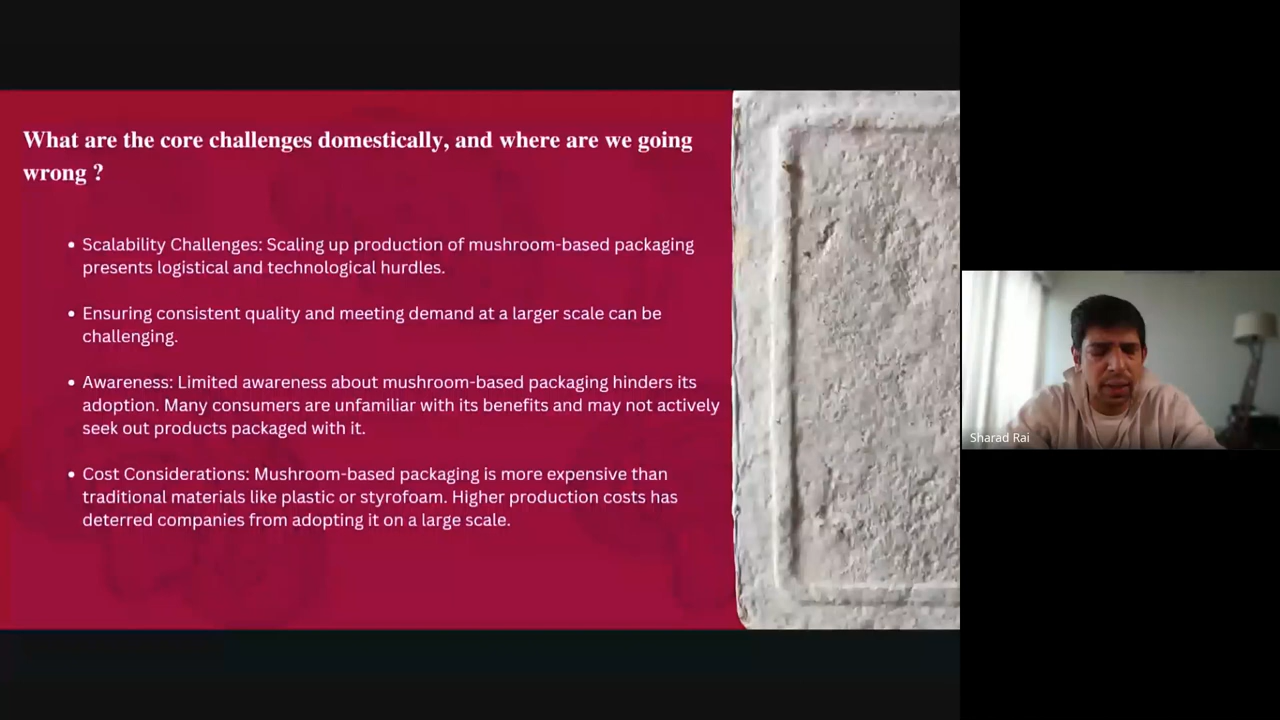 What are the core challenges domestically, and where are we going
wrong ?
• Scalability Challenges: Scaling up production of mushroom-based packaging
presents logistical and technological hurdles.
• Ensuring consistent quality and meeting demand at a larger scale can be
challenging.
• Awareness: Limited awareness about mushroom-based packaging hinders its
adoption. Many consumers are unfamiliar with its benefits and may not actively
seek out products packaged with it.
• Cost Considerations: Mushroom-based packaging is more expensive than
traditional materials like plastic or styrofoam. Higher production costs has
deterred companies from adopting it on a large scale.
Sharad Rai